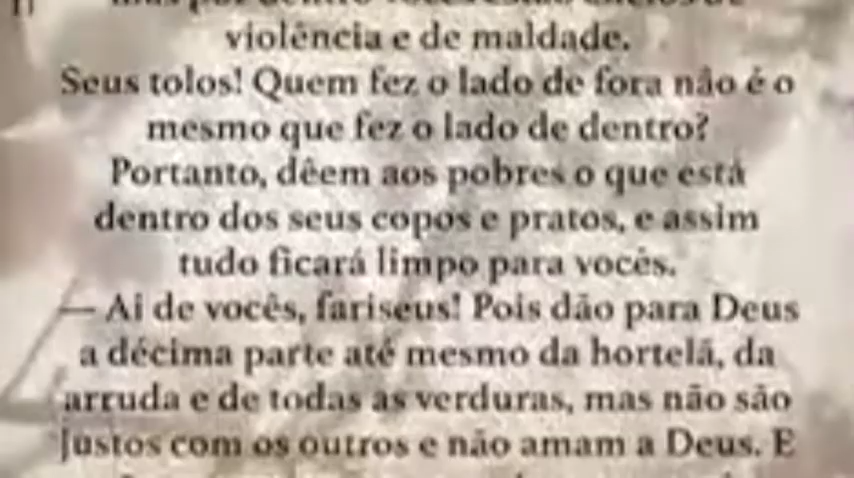 violência e de maldade.
Seus tolos! Quem fez o lado de fora não é o
mesmo que fez o lado de dentro?
Portanto, dêem aos pobres o que está
dentro dos seus copos e pratos, e assim
tudo ficará limpo para vocês.
— Ai de vocês, fariseus! Pois dão para Deus
a décima parte até mesmo da hortelã, da
arruda e de todas as verduras, mas não são
justos com os outros e não amam a Deus. E